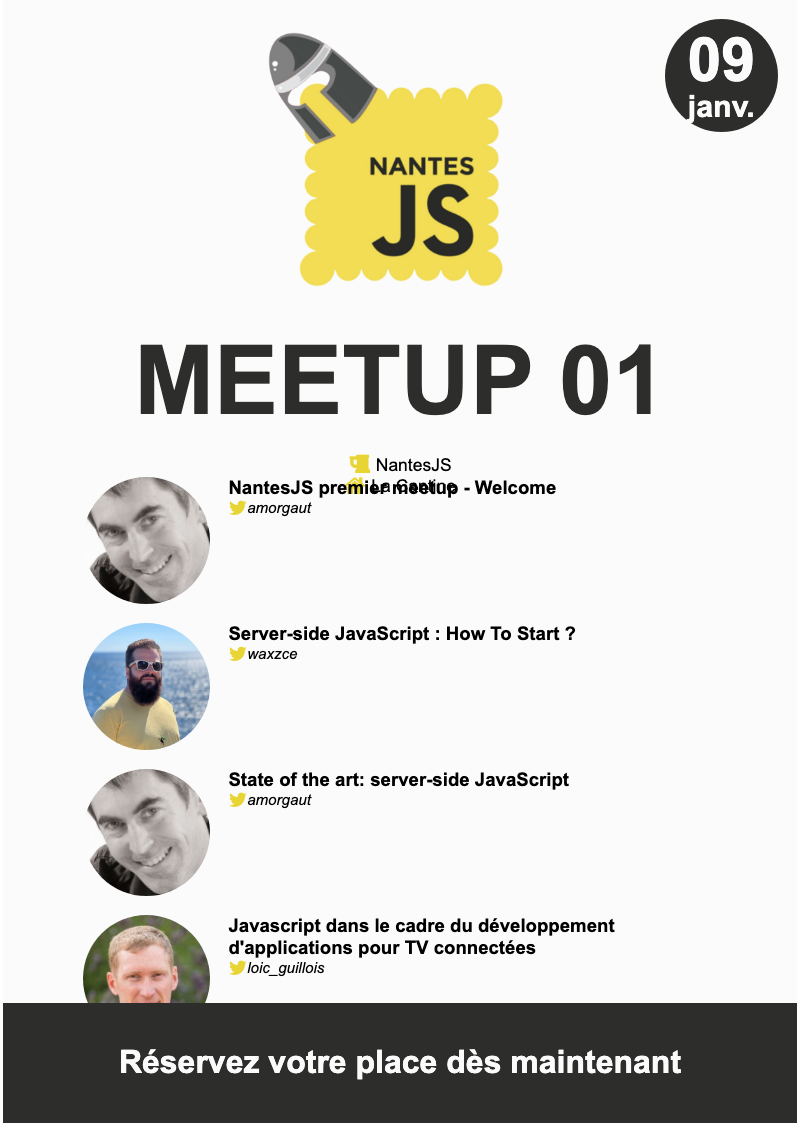 09
janv.
NANTES
JS
MEETUP 01
NantesJS
La Cantine
NantesJS premier meetup - Welcome
amorgaut
Server-side JavaScript : How To Start ?
waxzce
State of the art: server-side JavaScript
amorgaut
Javascript dans le cadre du développement
d'applications pour TV connectées
loic_guillois
Réservez votre place dès maintenant